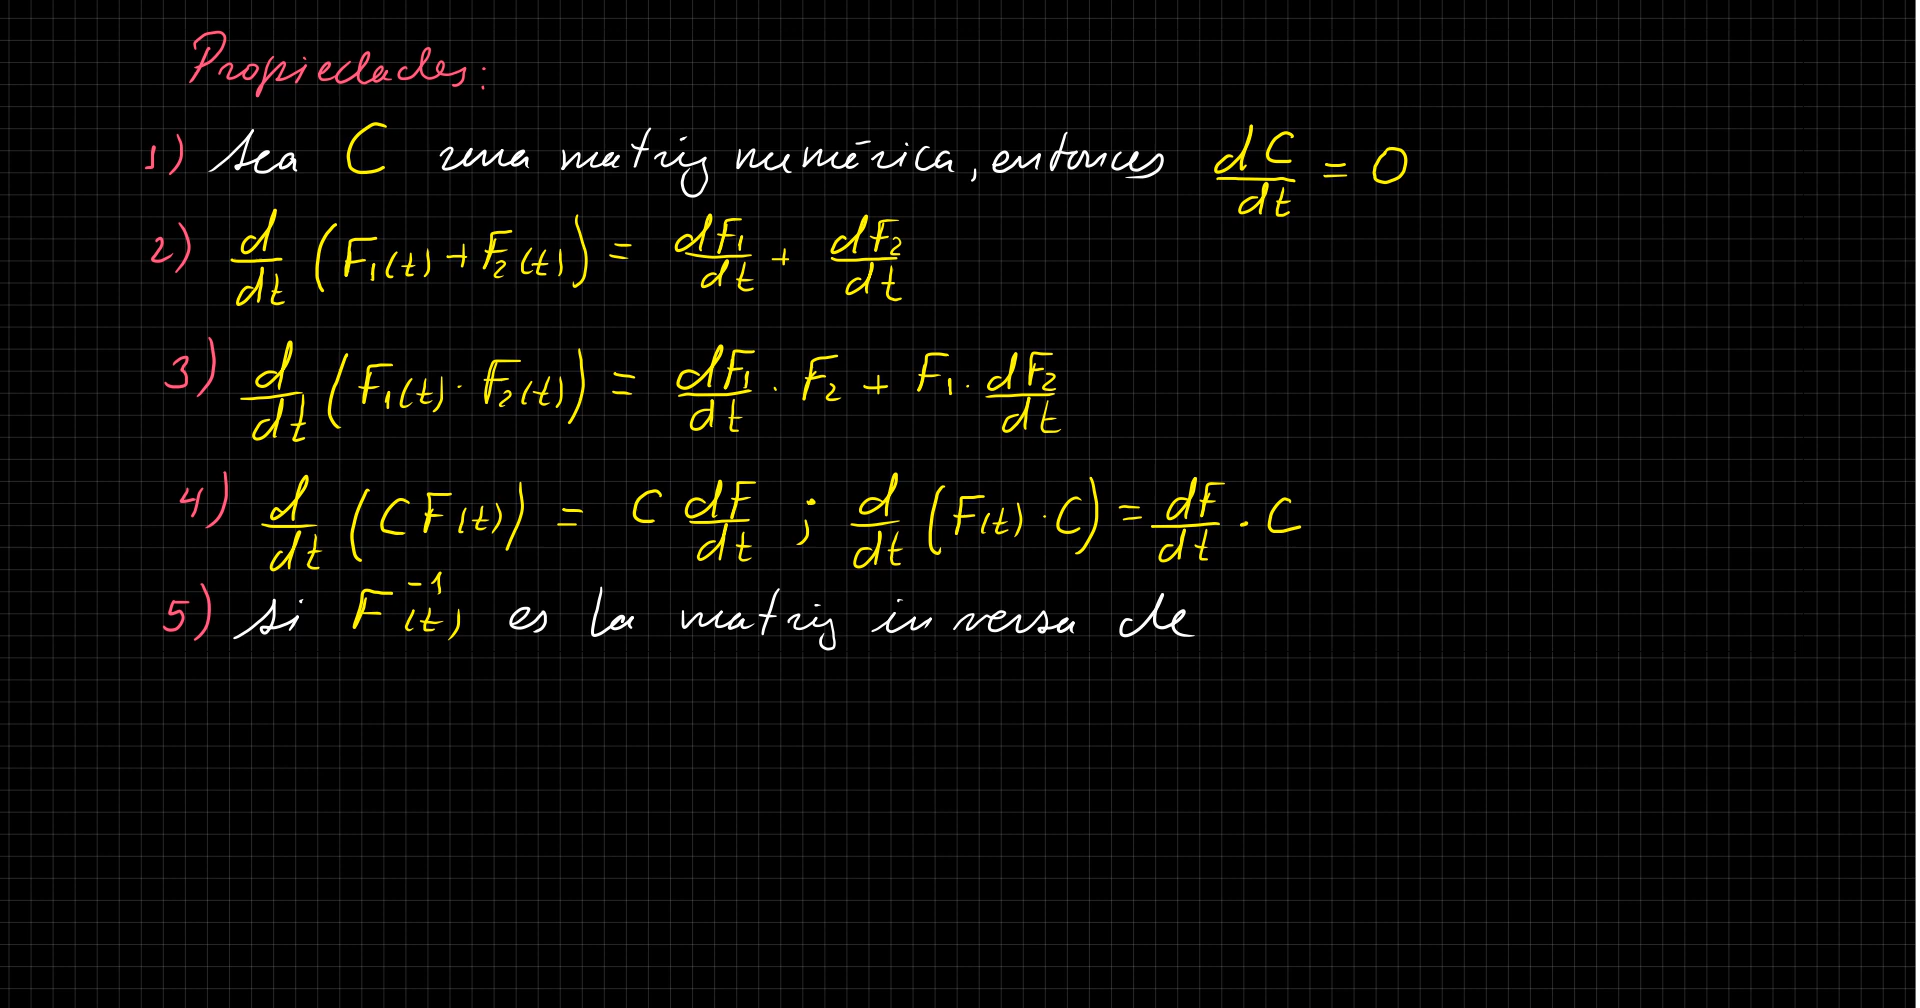 Propiedades:
1) Sea C una matriz numérica, entonces dC/dt = 0
2) d/dt (F₁(t) + F₂(t)) = dF₁/dt + dF₂/dt
3) d/dt (F₁(t) · F₂(t)) = dF₁/dt · F₂ + F₁ · dF₂/dt
4) d/dt (C F(t)) = C dF/dt ; d/dt (F(t) · C) = dF/dt · C
5) Si F⁻¹(t) es la matriz inversa de